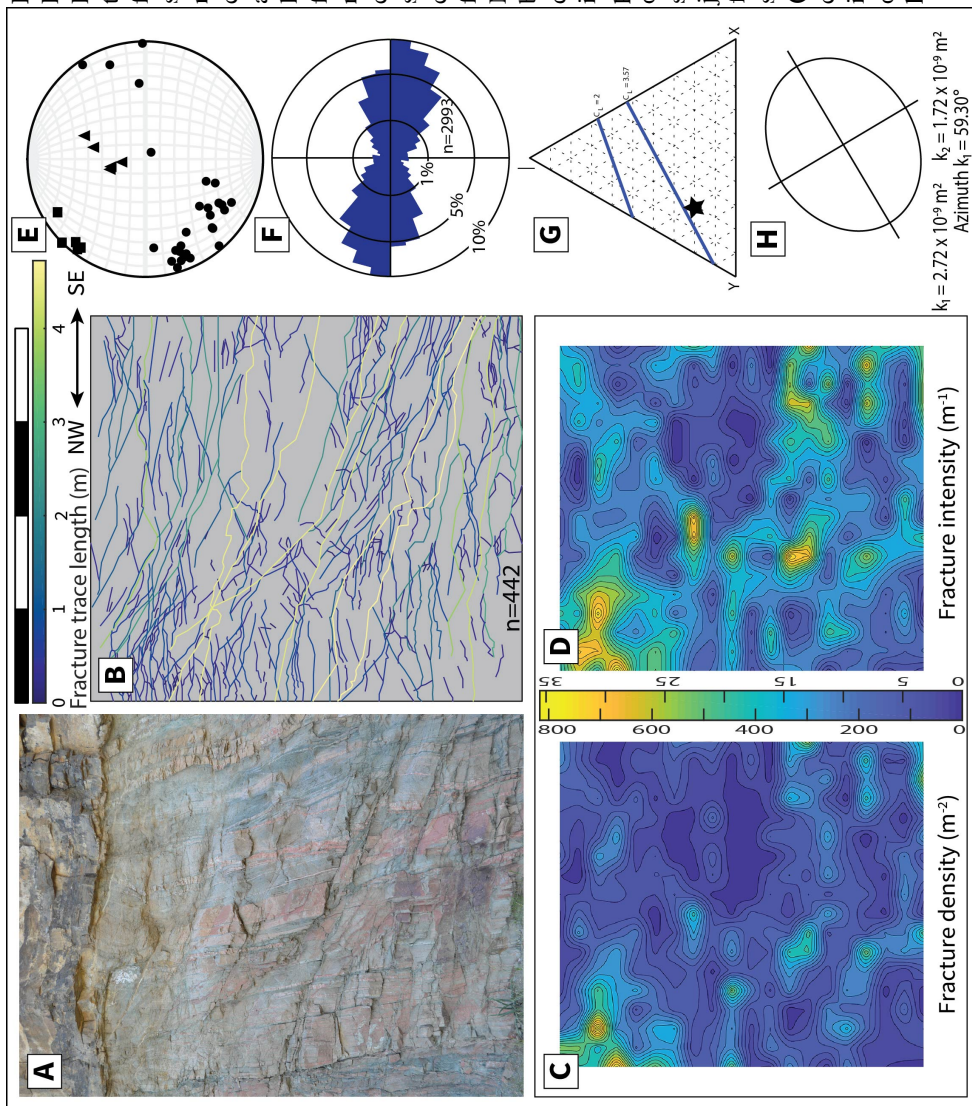 A
0 1 2 3 4
Fracture trace length (m)
NW SE
B
n=442
E
F
1%
5%
10%
n=2993
G
I
C_L = 2
C_L = 3.57
Y X
H
k₁ = 2.72 x 10⁻⁹ m² k₂ = 1.72 x 10⁻⁹ m²
Azimuth k₁ = 59.30°
C
Fracture density (m⁻²)
0 200 400 600 800
0 5 15 25 35
D
Fracture intensity (m⁻¹)